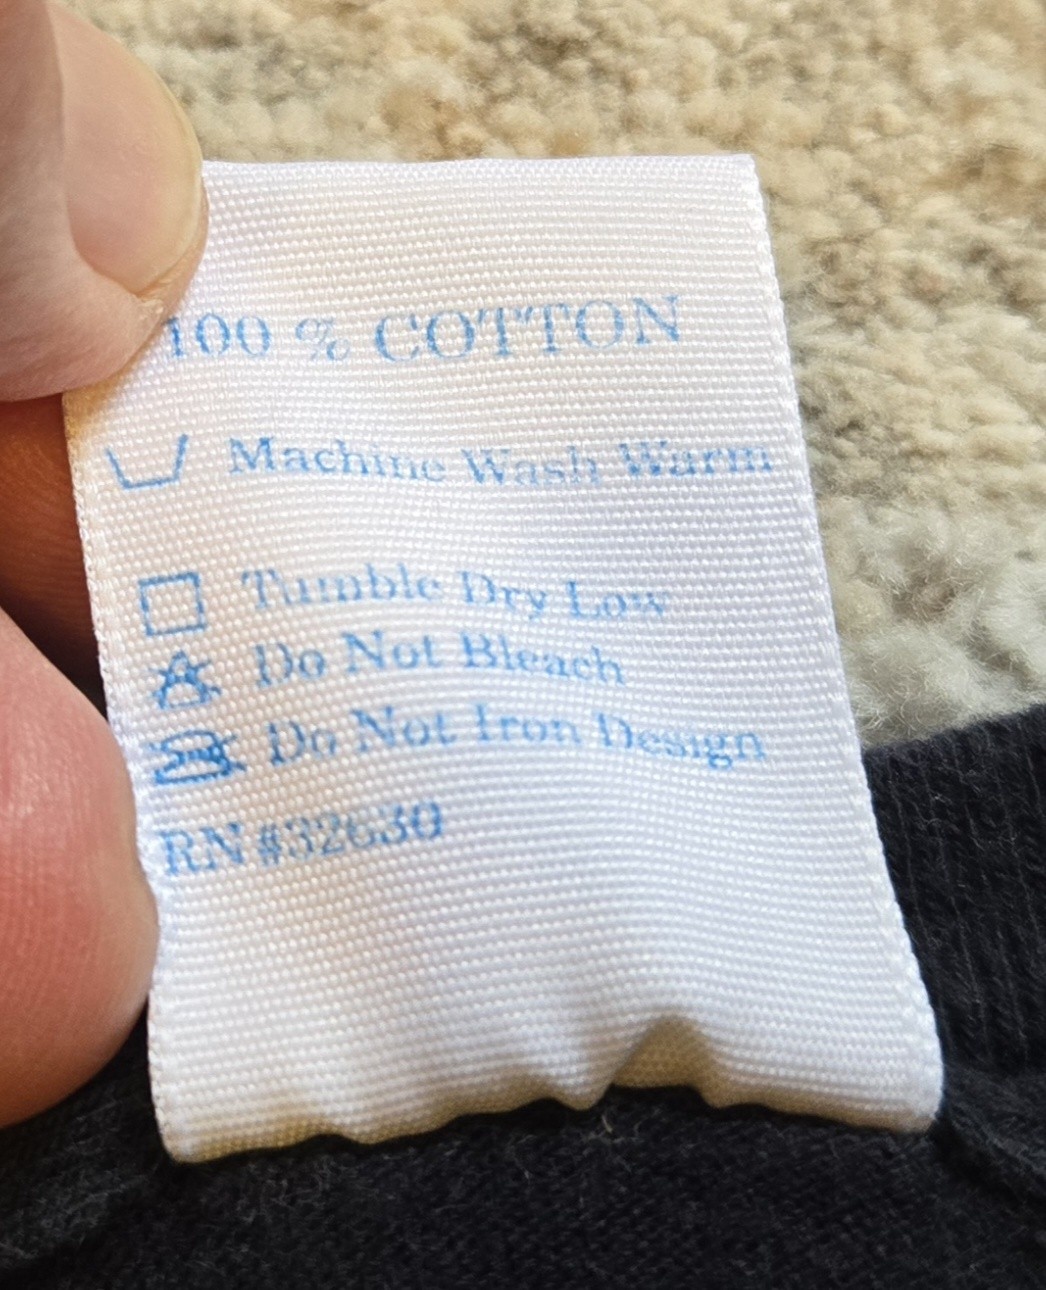 100 % COTTON
Machine Wash Warm
Tumble Dry Low
Do Not Bleach
Do Not Iron Design
RN #32630